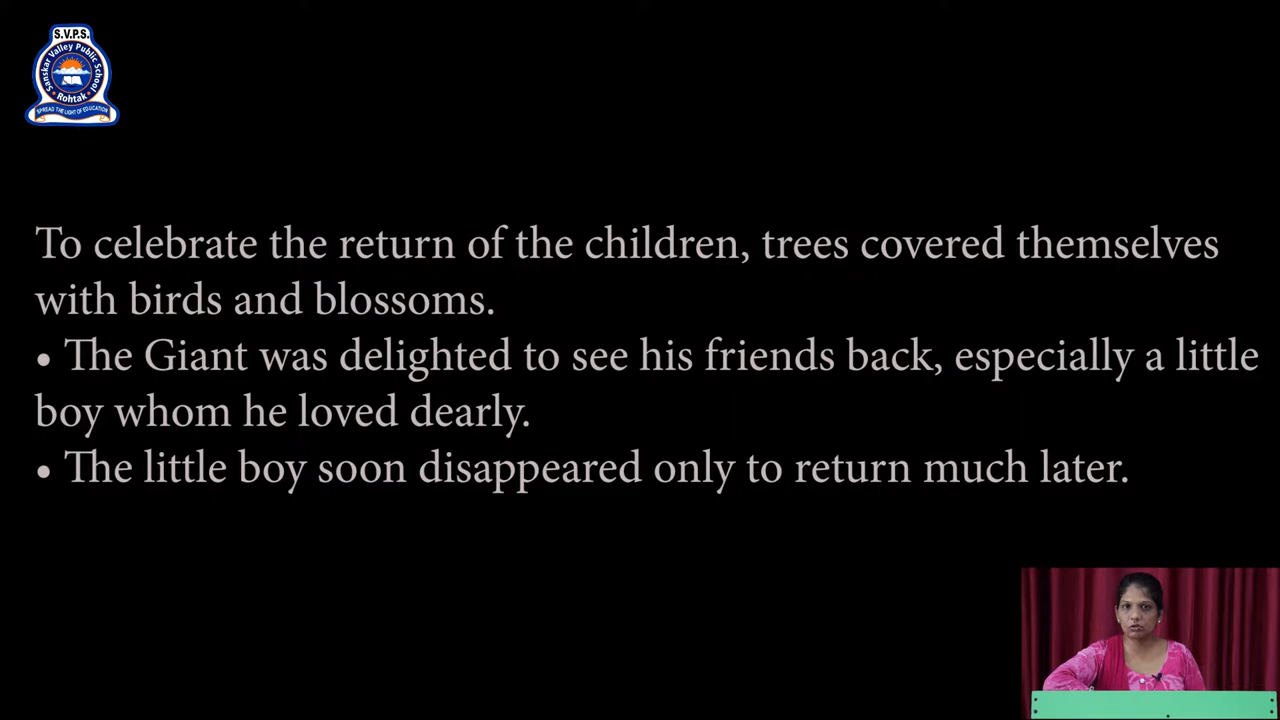 S.V.P.S.
Sanskar Valley Public School
Rohtak
SPREAD THE LIGHT OF EDUCATION
To celebrate the return of the children, trees covered themselves
with birds and blossoms.
• The Giant was delighted to see his friends back, especially a little
boy whom he loved dearly.
• The little boy soon disappeared only to return much later.